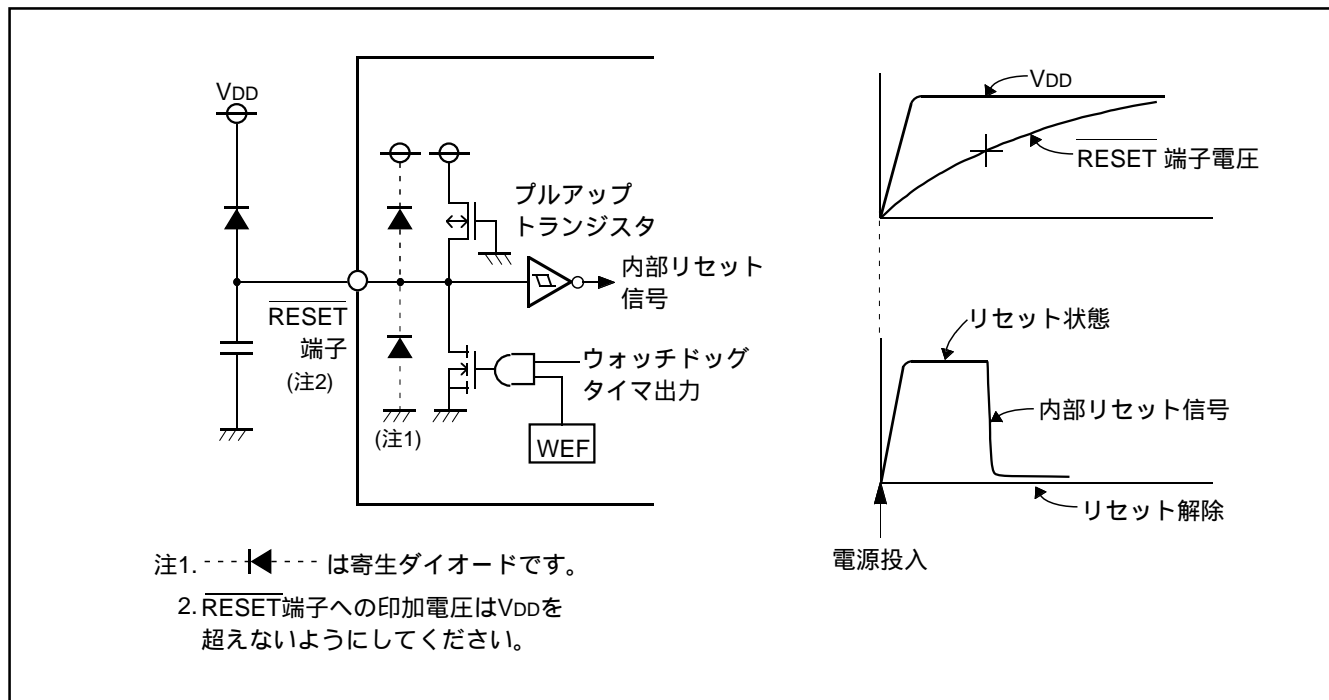 VDD
プルアップ
トランジスタ
内部リセット
信号
RESET
端子
(注2)
ウォッチドッグ
タイマ出力
(注1)
WEF
注1. は寄生ダイオードです。
2. RESET端子への印加電圧はVDDを
超えないようにしてください。
VDD
RESET 端子電圧
リセット状態
内部リセット信号
リセット解除
電源投入